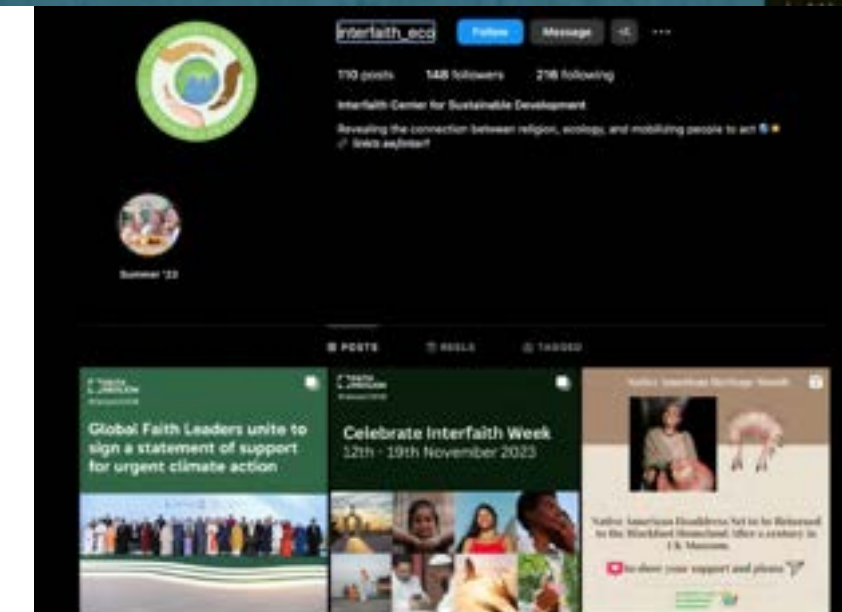 interfaith_eco
Follow
Message
110 posts 148 followers 216 following
Interfaith Center for Sustainable Development
Revealing the connection between religion, ecology, and mobilizing people to act
Summer '23
POSTS
REELS
TAGGED
Global Faith Leaders unite to
sign a statement of support
for urgent climate action
Celebrate Interfaith Week
12th - 19th November 2023
Native American Heritage Month
Native American Headdress Set to be Returned
to the Blackfoot Homeland After a century in
UK Museum.
to show your support and please